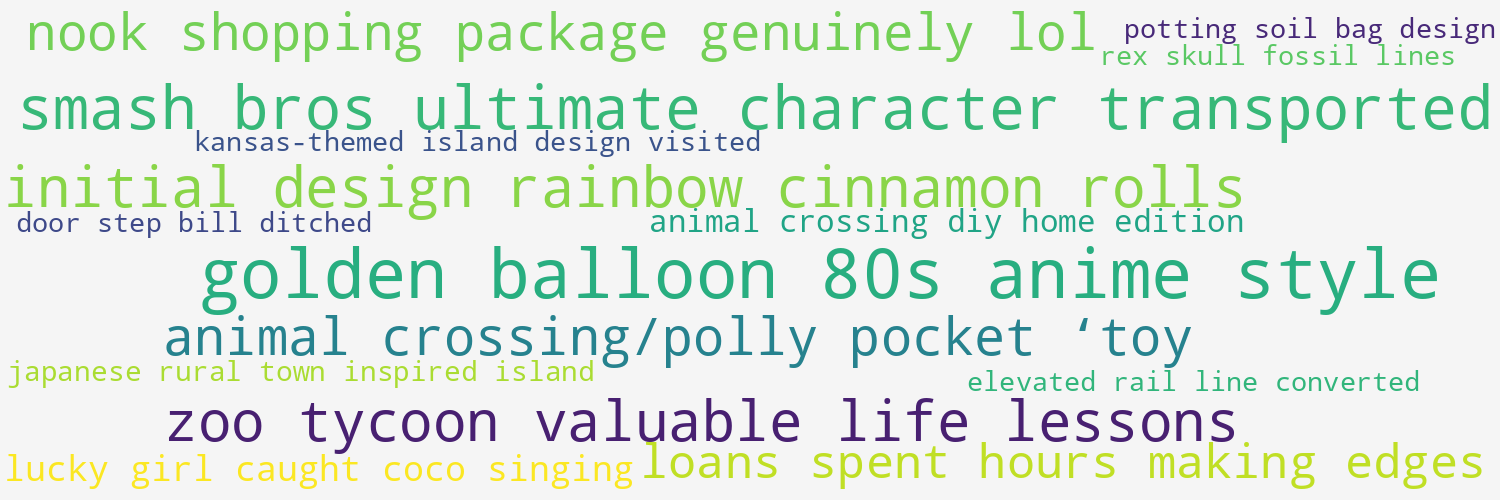 nook shopping package genuinely lol
potting soil bag design
rex skull fossil lines
smash bros ultimate character transported
kansas-themed island design visited
initial design rainbow cinnamon rolls
door step bill ditched
animal crossing diy home edition
golden balloon 80s anime style
animal crossing/polly pocket ‘toy
japanese rural town inspired island
elevated rail line converted
zoo tycoon valuable life lessons
loans spent hours making edges
lucky girl caught coco singing